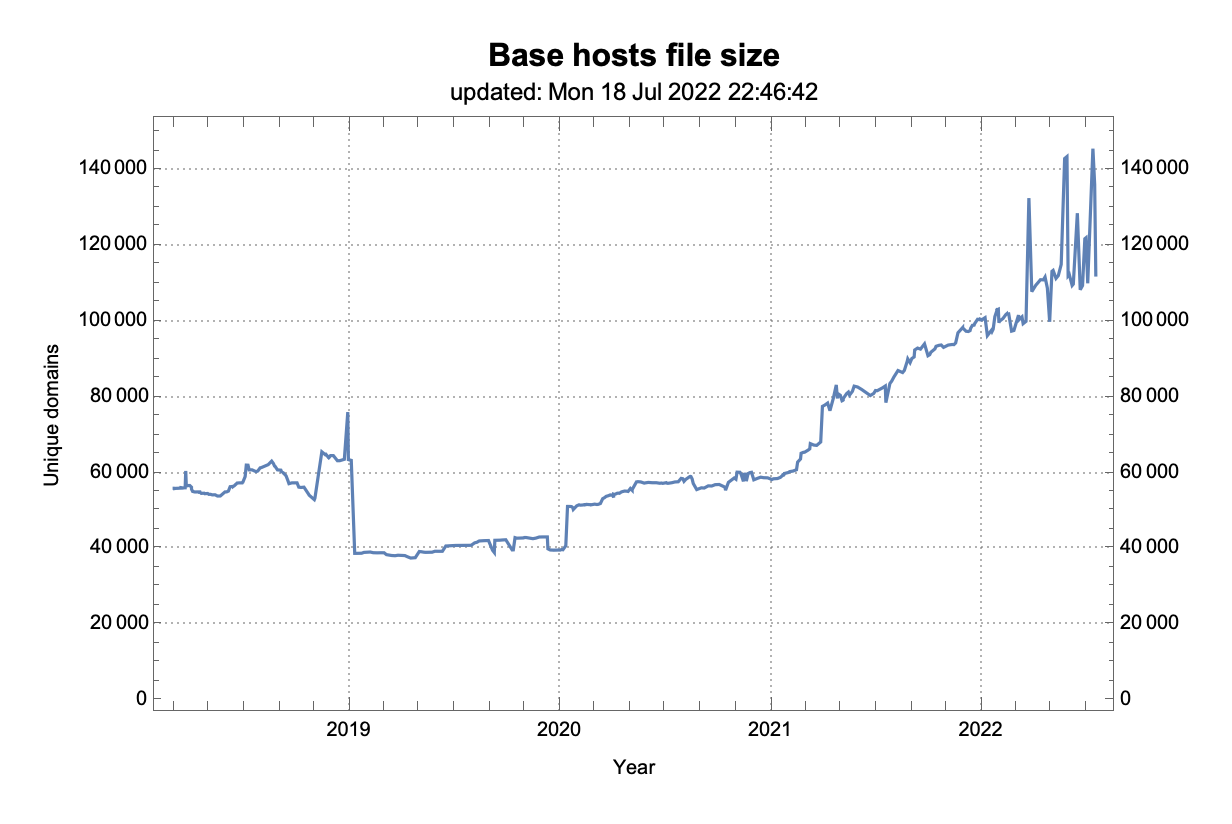 Base hosts file size
updated: Mon 18 Jul 2022 22:46:42
140 000 140 000
120 000 120 000
100 000 100 000
80 000 80 000
60 000 60 000
40 000 40 000
20 000 20 000
0 0
Unique domains
2019 2020 2021 2022
Year